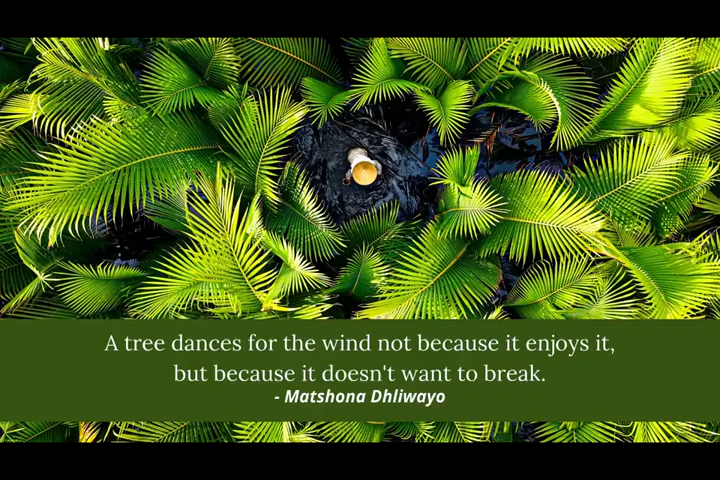 A tree dances for the wind not because it enjoys it,
but because it doesn't want to break.
- Matshona Dhliwayo